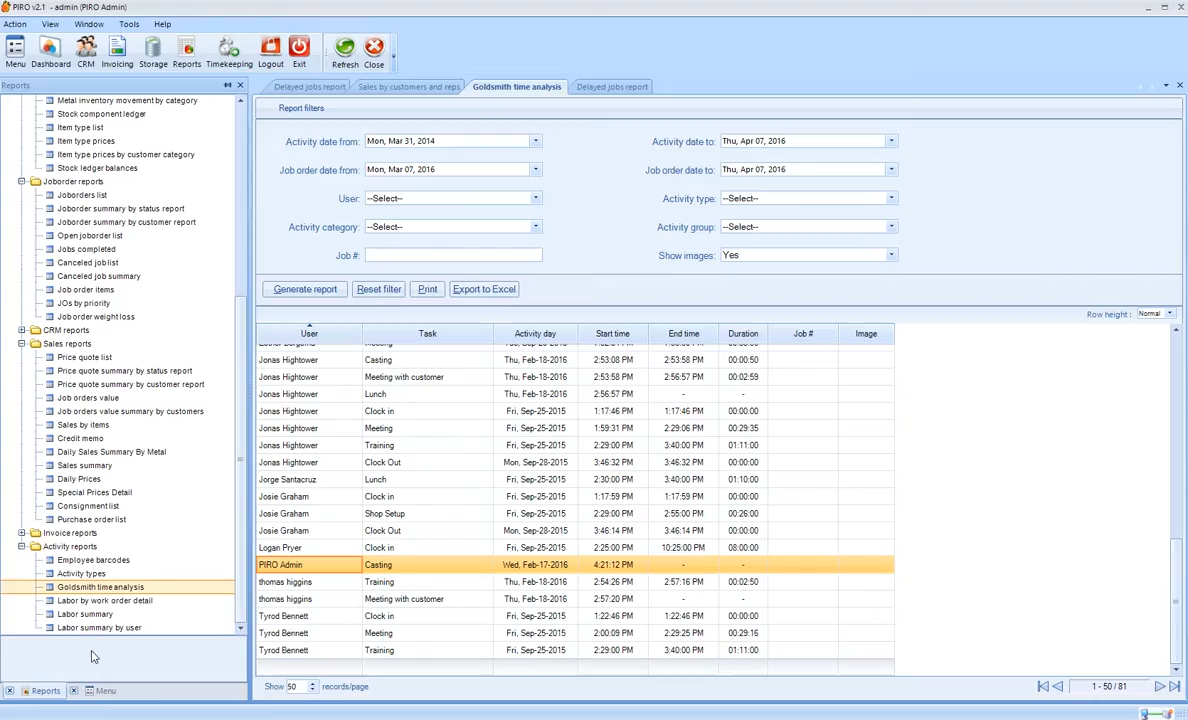 PIRO v2.1 - admin (PIRO Admin)
Action View Window Tools Help
Menu Dashboard CRM Invoicing Storage Reports Timekeeping Logout Exit Refresh Close
Reports
Delayed jobs report Sales by customers and reps Goldsmith time analysis Delayed jobs report
Metal inventory movement by category
Stock component ledger
Item type list
Item type prices
Item type prices by customer category
Stock ledger balances
Joborder reports
Joborders list
Joborder summary by status report
Joborder summary by customer report
Open joborder list
Jobs completed
Canceled job list
Canceled job summary
Job order items
JOs by priority
Job order weight loss
CRM reports
Sales reports
Price quote list
Price quote summary by status report
Price quote summary by customer report
Job orders value
Job orders value summary by customers
Sales by items
Credit memo
Daily Sales Summary By Metal
Sales summary
Daily Prices
Special Prices Detail
Consignment list
Purchase order list
Invoice reports
Activity reports
Employee barcodes
Activity types
Goldsmith time analysis
Labor by work order detail
Labor summary
Labor summary by user
Reports Menu
Report filters
Activity date from: Mon, Mar 31, 2014 Activity date to: Thu, Apr 07, 2016
Job order date from: Mon, Mar 07, 2016 Job order date to: Thu, Apr 07, 2016
User: --Select-- Activity type: --Select--
Activity category: --Select-- Activity group: --Select--
Job #: Show images: Yes
Generate report Reset filter Print Export to Excel
Row height: Normal
User Task Activity day Start time End time Duration Job # Image
Jonas Hightower Casting Thu, Feb-18-2016 2:53:08 PM 2:53:58 PM 00:00:50
Jonas Hightower Meeting with customer Thu, Feb-18-2016 2:53:58 PM 2:56:57 PM 00:02:59
Jonas Hightower Lunch Thu, Feb-18-2016 2:56:57 PM - -
Jonas Hightower Clock in Fri, Sep-25-2015 1:17:46 PM 1:17:46 PM 00:00:00
Jonas Hightower Meeting Fri, Sep-25-2015 1:59:31 PM 2:29:06 PM 00:29:35
Jonas Hightower Training Fri, Sep-25-2015 2:29:00 PM 3:40:00 PM 01:11:00
Jonas Hightower Clock Out Mon, Sep-28-2015 3:46:32 PM 3:46:32 PM 00:00:00
Jorge Santacruz Lunch Fri, Sep-25-2015 2:30:00 PM 3:40:00 PM 01:10:00
Josie Graham Clock in Fri, Sep-25-2015 1:17:59 PM 1:17:59 PM 00:00:00
Josie Graham Shop Setup Fri, Sep-25-2015 2:29:00 PM 2:55:00 PM 00:26:00
Josie Graham Clock Out Mon, Sep-28-2015 3:46:14 PM 3:46:14 PM 00:00:00
Logan Pryer Clock in Fri, Sep-25-2015 2:25:00 PM 10:25:00 PM 08:00:00
PIRO Admin Casting Wed, Feb-17-2016 4:21:12 PM - -
thomas higgins Training Thu, Feb-18-2016 2:54:26 PM 2:57:16 PM 00:02:50
thomas higgins Meeting with customer Thu, Feb-18-2016 2:57:20 PM - -
Tyrod Bennett Clock in Fri, Sep-25-2015 1:22:46 PM 1:22:46 PM 00:00:00
Tyrod Bennett Meeting Fri, Sep-25-2015 2:00:09 PM 2:29:25 PM 00:29:16
Tyrod Bennett Training Fri, Sep-25-2015 2:29:00 PM 3:40:00 PM 01:11:00
Show 50 records/page 1 - 50 / 81